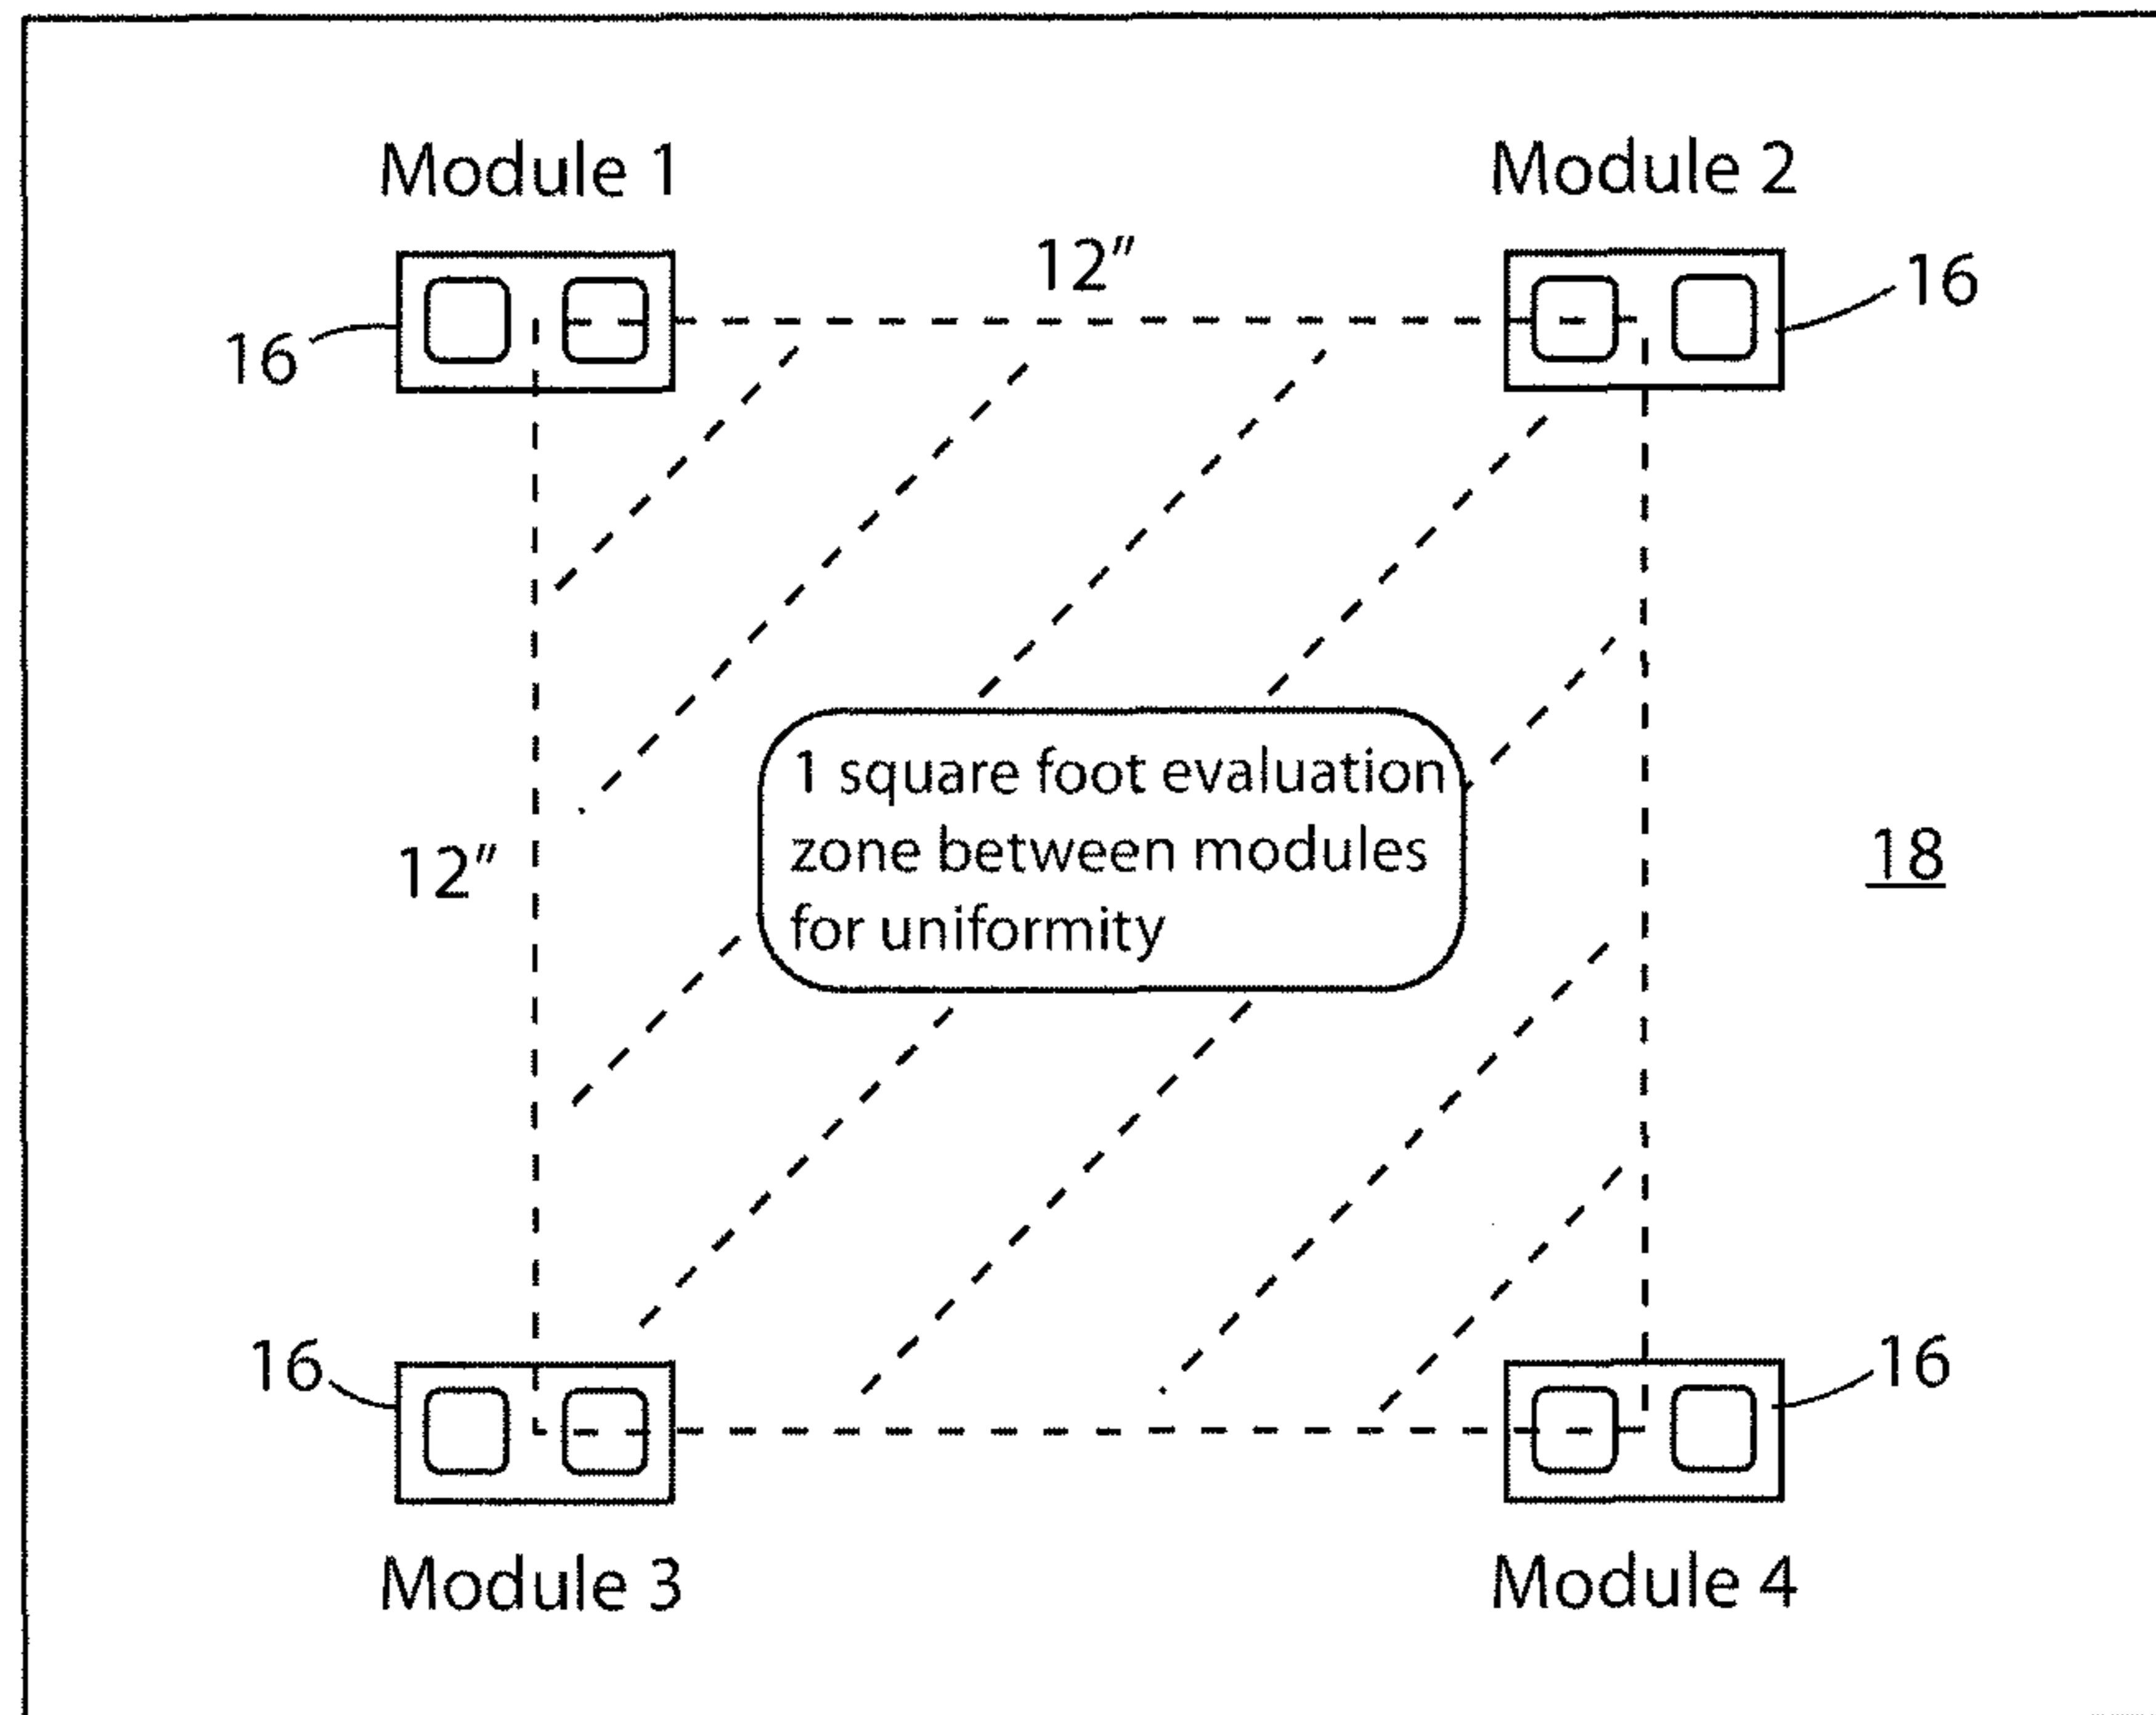 Module 1
Module 2
12″
16
16
1 square foot evaluation
zone between modules
for uniformity
12″
18
16
16
Module 3
Module 4